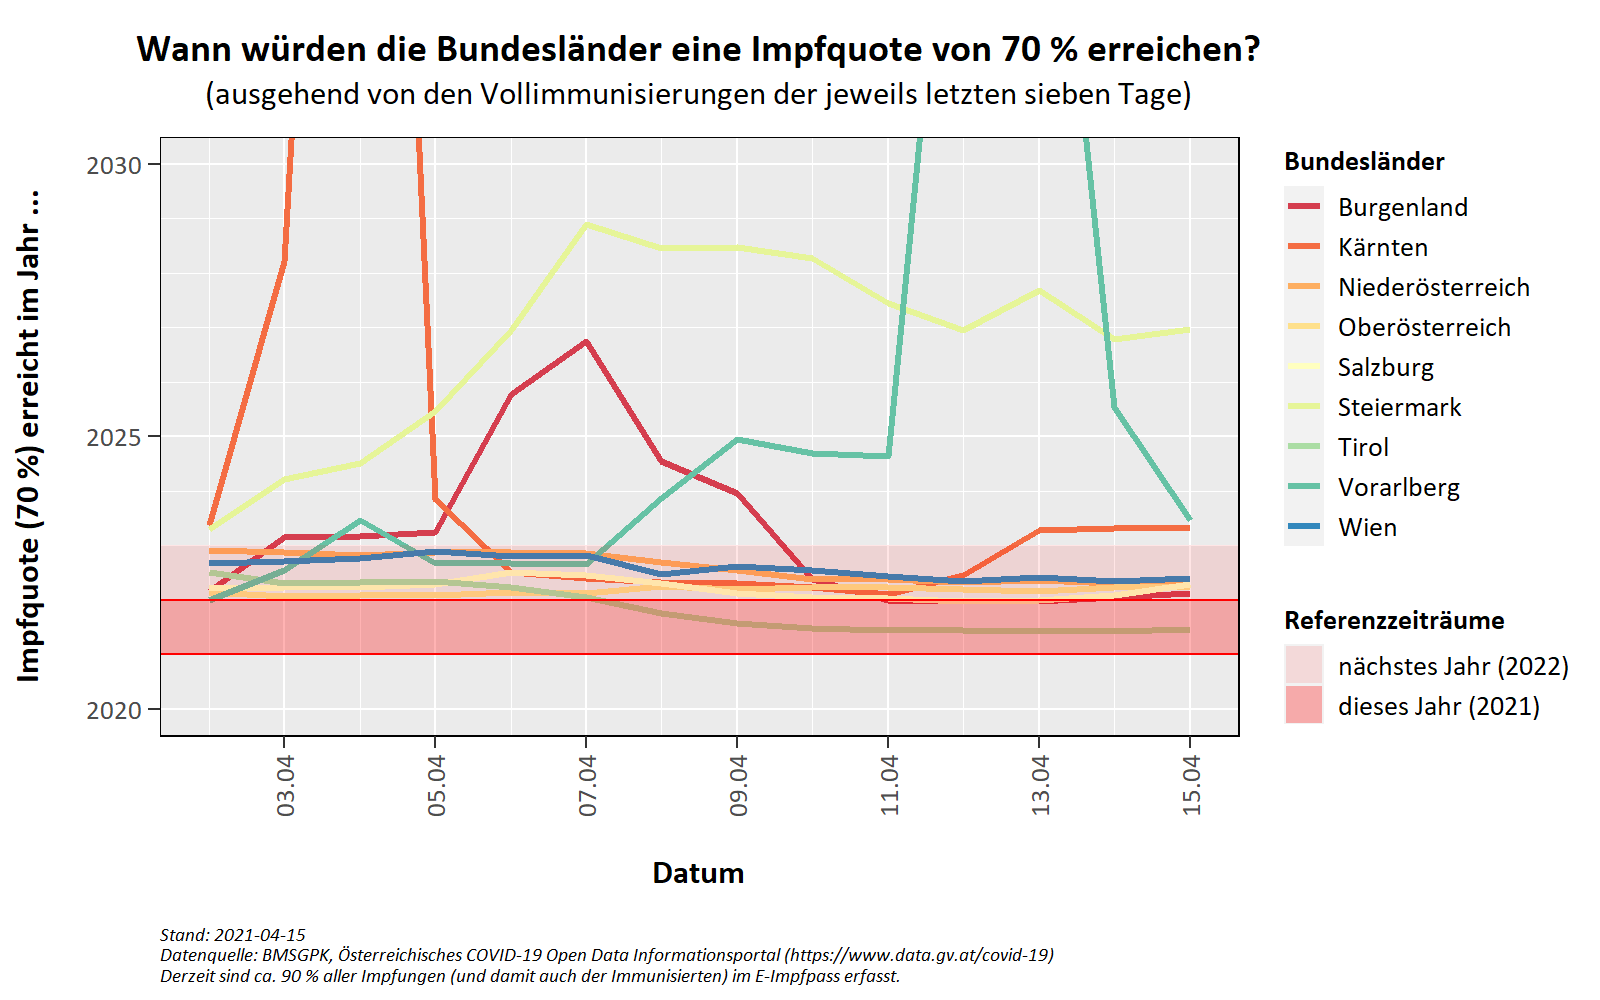 Wann würden die Bundesländer eine Impfquote von 70 % erreichen?
(ausgehend von den Vollimmunisierungen der jeweils letzten sieben Tage)
Impfquote (70 %) erreicht im Jahr ...
2030
2025
2020
03.04
05.04
07.04
09.04
11.04
13.04
15.04
Datum
Bundesländer
Burgenland
Kärnten
Niederösterreich
Oberösterreich
Salzburg
Steiermark
Tirol
Vorarlberg
Wien
Referenzzeiträume
nächstes Jahr (2022)
dieses Jahr (2021)
Stand: 2021-04-15
Datenquelle: BMSGPK, Österreichisches COVID-19 Open Data Informationsportal (https://www.data.gv.at/covid-19)
Derzeit sind ca. 90 % aller Impfungen (und damit auch der Immunisierten) im E-Impfpass erfasst.